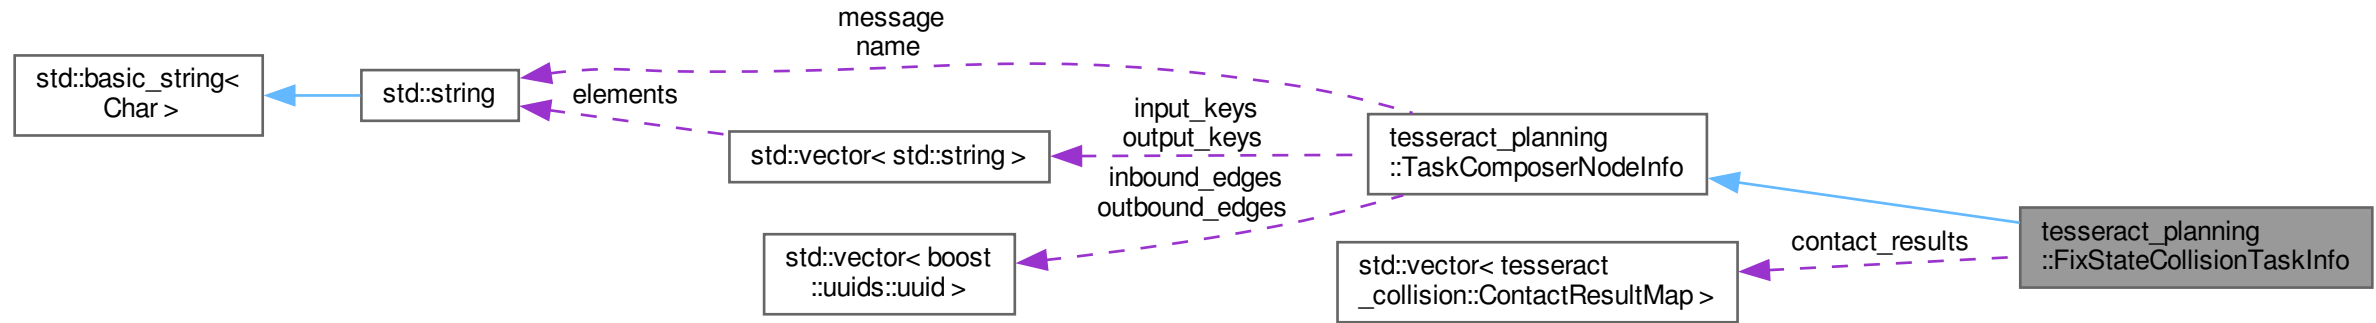 message
name
std::basic_string<
Char >
std::string
elements
input_keys
output_keys
std::vector< std::string >
tesseract_planning
::TaskComposerNodeInfo
inbound_edges
outbound_edges
std::vector< boost
::uuids::uuid >
contact_results
std::vector< tesseract
_collision::ContactResultMap >
tesseract_planning
::FixStateCollisionTaskInfo